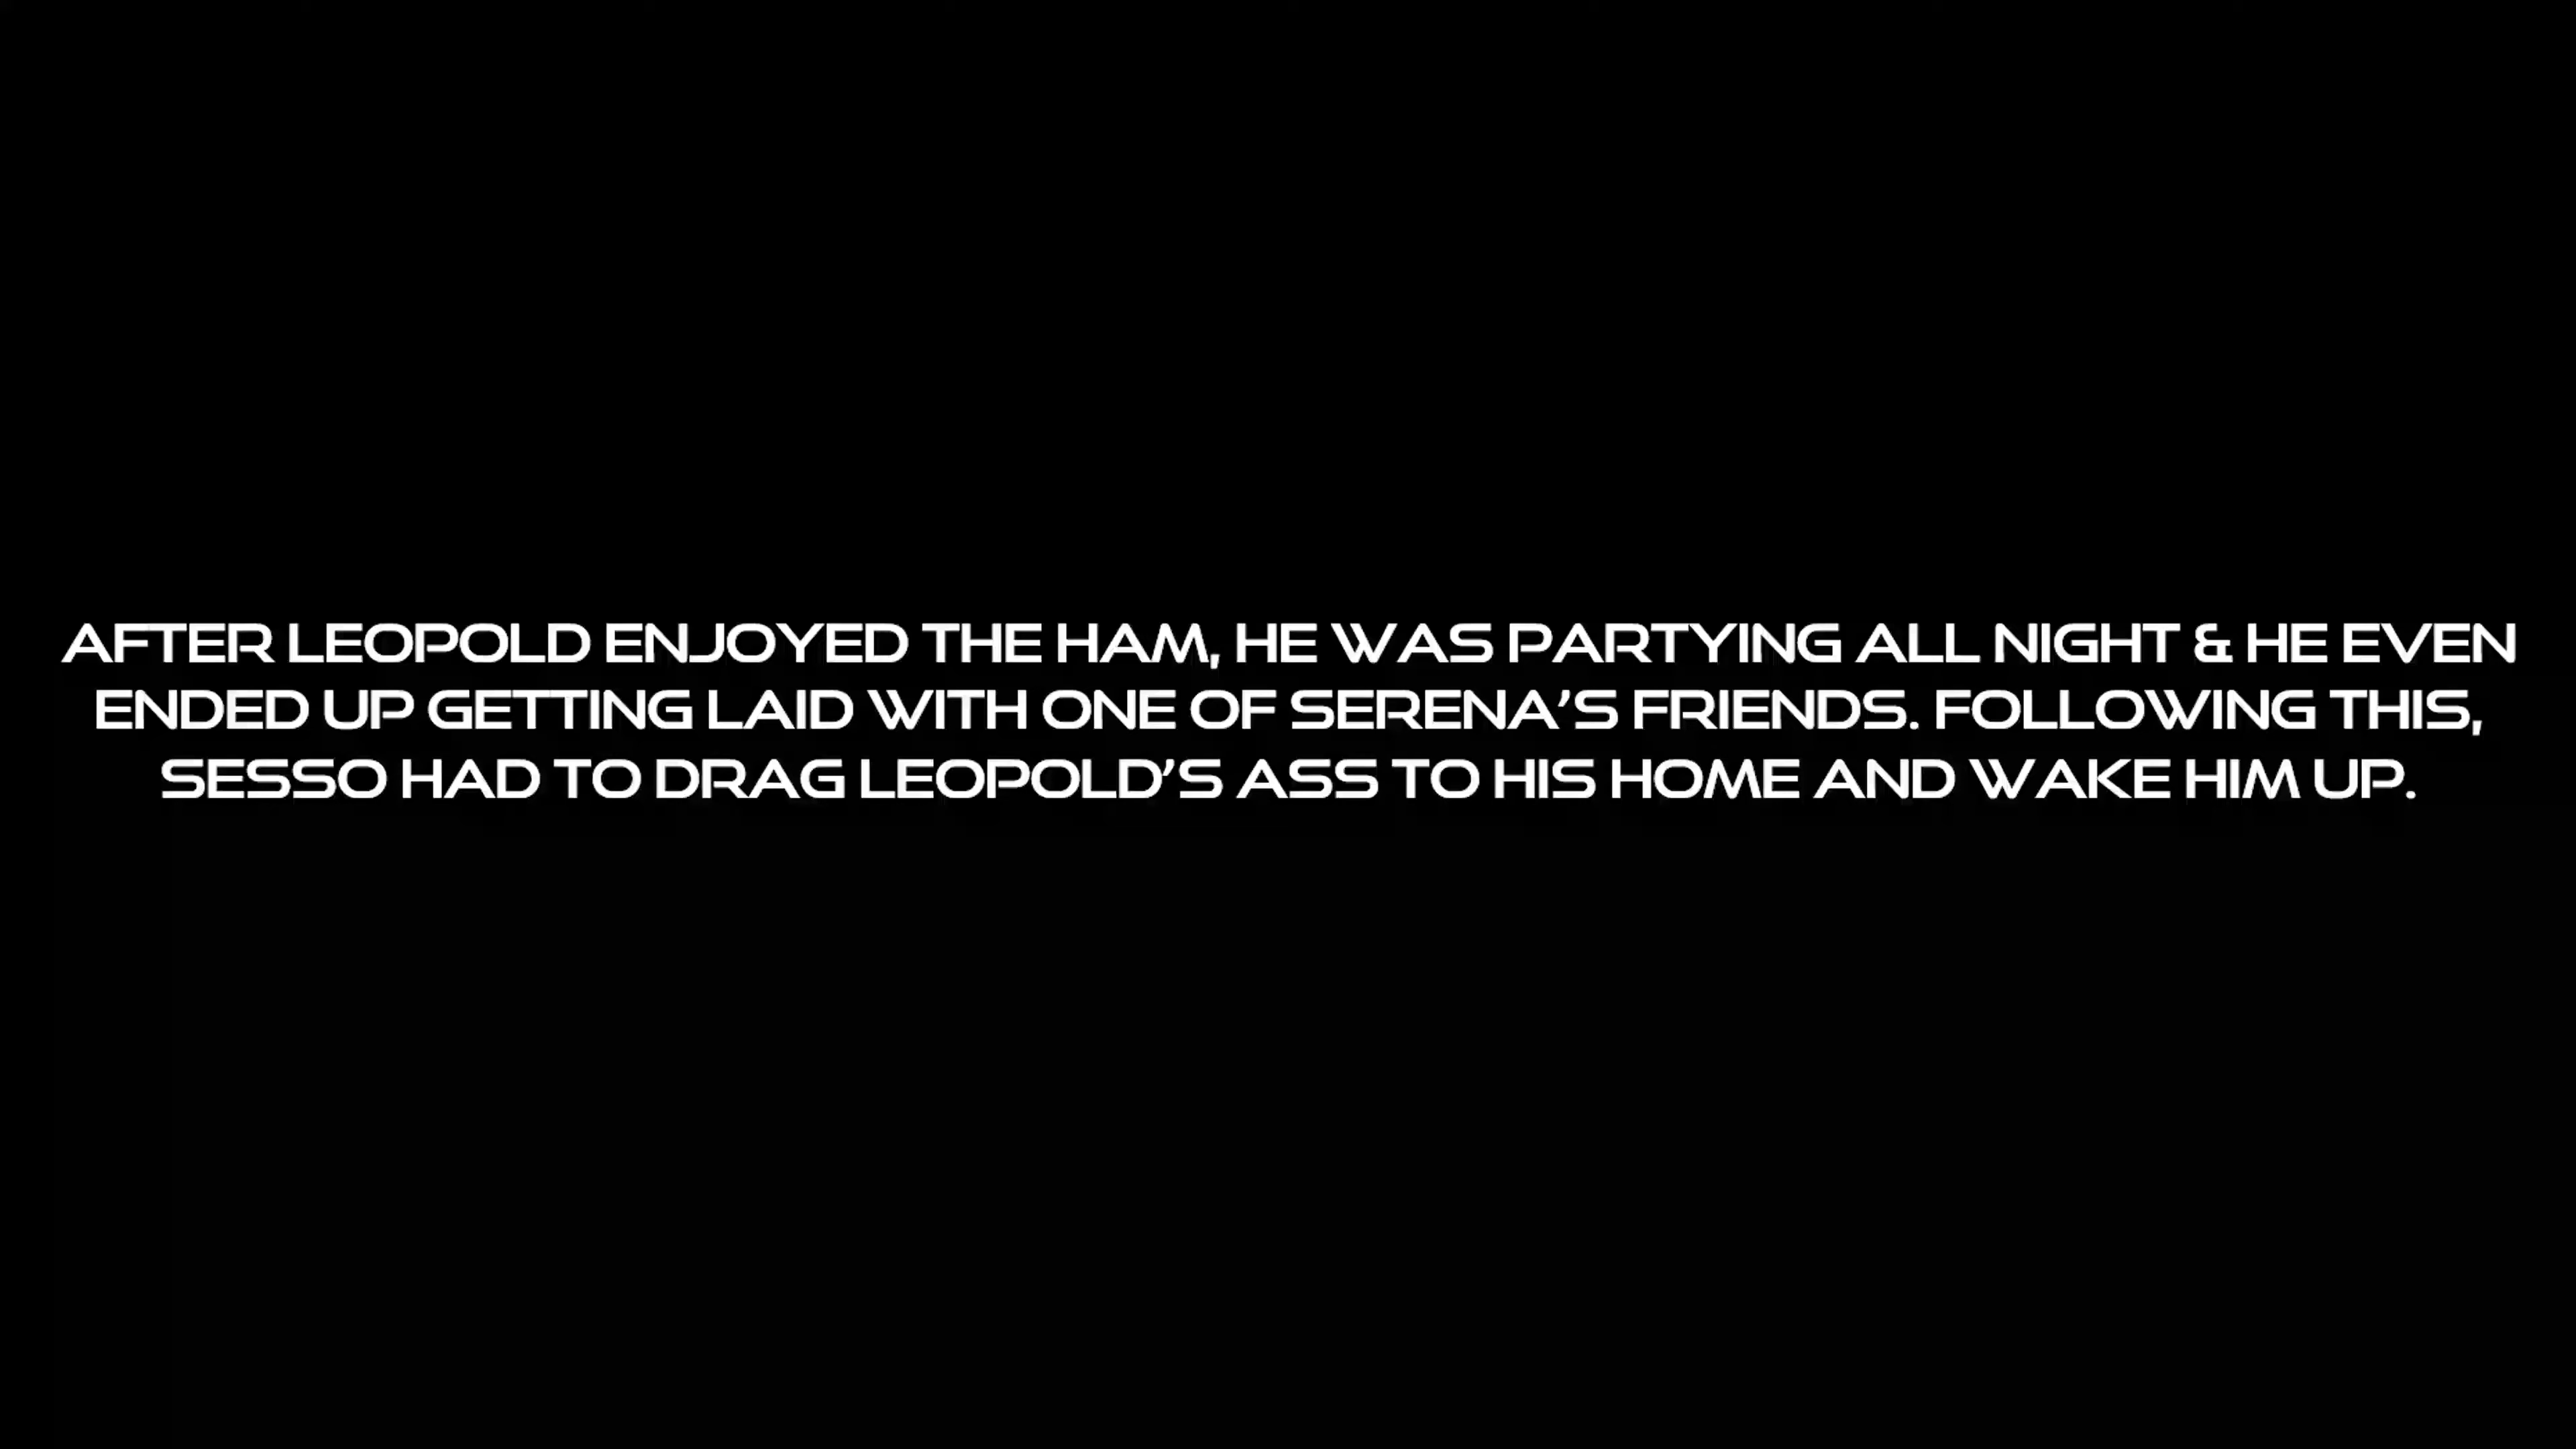 AFTER LEOPOLD ENJOYED THE HAM, HE WAS PARTYING ALL NIGHT & HE EVEN
ENDED UP GETTING LAID WITH ONE OF SERENA'S FRIENDS. FOLLOWING THIS,
SESSO HAD TO DRAG LEOPOLD'S ASS TO HIS HOME AND WAKE HIM UP.